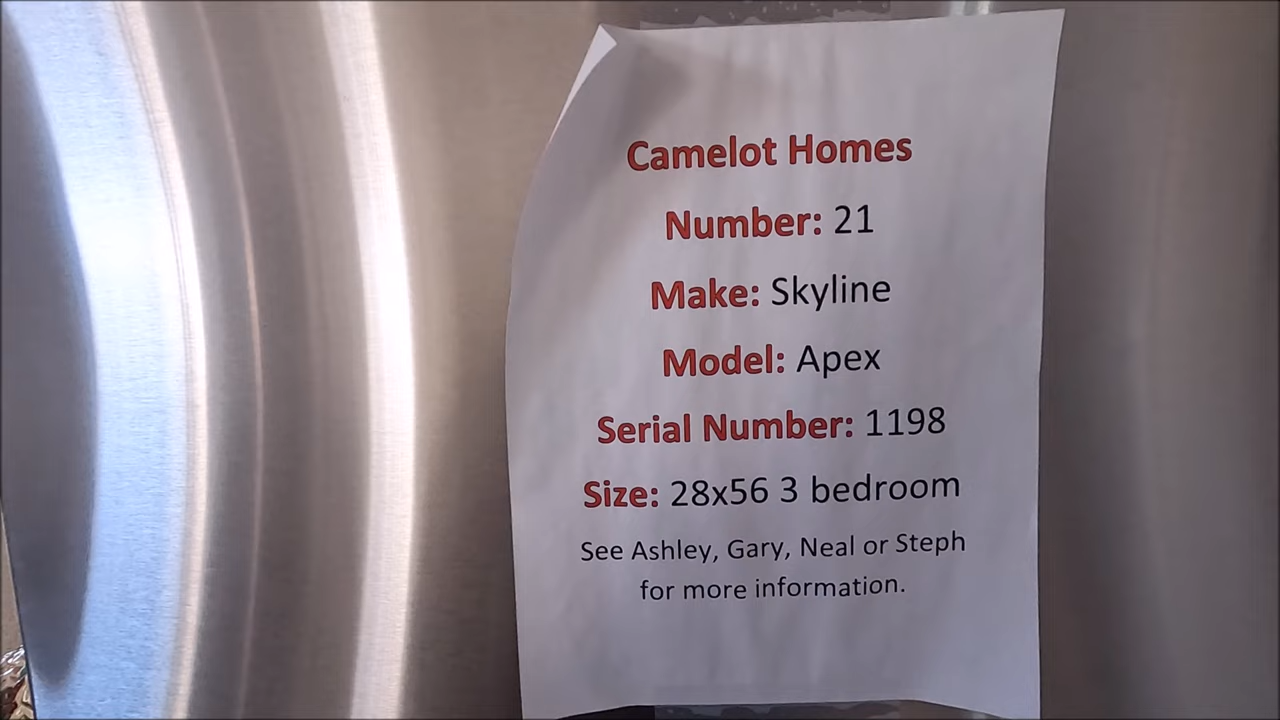 Camelot Homes
Number: 21
Make: Skyline
Model: Apex
Serial Number: 1198
Size: 28x56 3 bedroom
See Ashley, Gary, Neal or Steph
for more information.